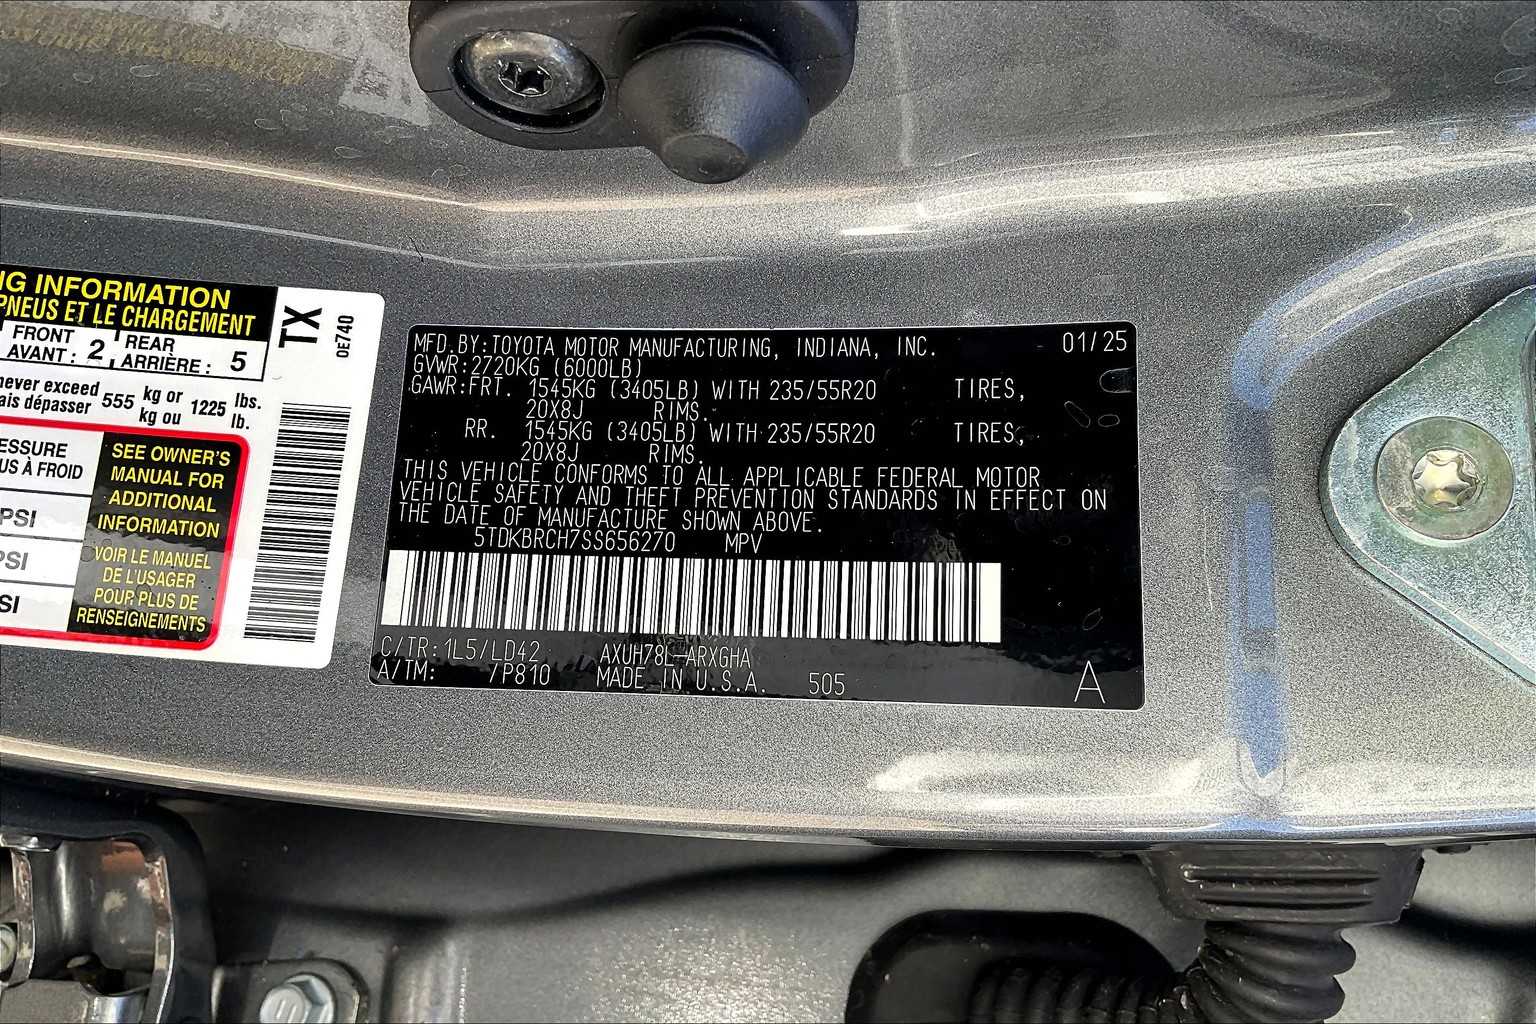 NG INFORMATION
PNEUS ET LE CHARGEMENT
FRONT
AVANT : 2
REAR
ARRIÈRE : 5
never exceed
555 kg or 1225 lbs.
ais dépasser
kg ou lb.
TX
0E740
ESSURE
US À FROID
PSI
PSI
SI
SEE OWNER'S
MANUAL FOR
ADDITIONAL
INFORMATION
VOIR LE MANUEL
DE L'USAGER
POUR PLUS DE
RENSEIGNEMENTS
MFD.BY:TOYOTA MOTOR MANUFACTURING, INDIANA, INC. 01/25
GVWR:2720KG (6000LB)
GAWR:FRT. 1545KG (3405LB) WITH 235/55R20 TIRES,
20X8J RIMS.
RR. 1545KG (3405LB) WITH 235/55R20 TIRES,
20X8J RIMS.
THIS VEHICLE CONFORMS TO ALL APPLICABLE FEDERAL MOTOR
VEHICLE SAFETY AND THEFT PREVENTION STANDARDS IN EFFECT ON
THE DATE OF MANUFACTURE SHOWN ABOVE.
5TDKBRCH7SS656270 MPV
C/TR:1L5/LD42 AXUH78L-ARXGHA
A/TM: /P810 MADE IN U.S.A. 505 A